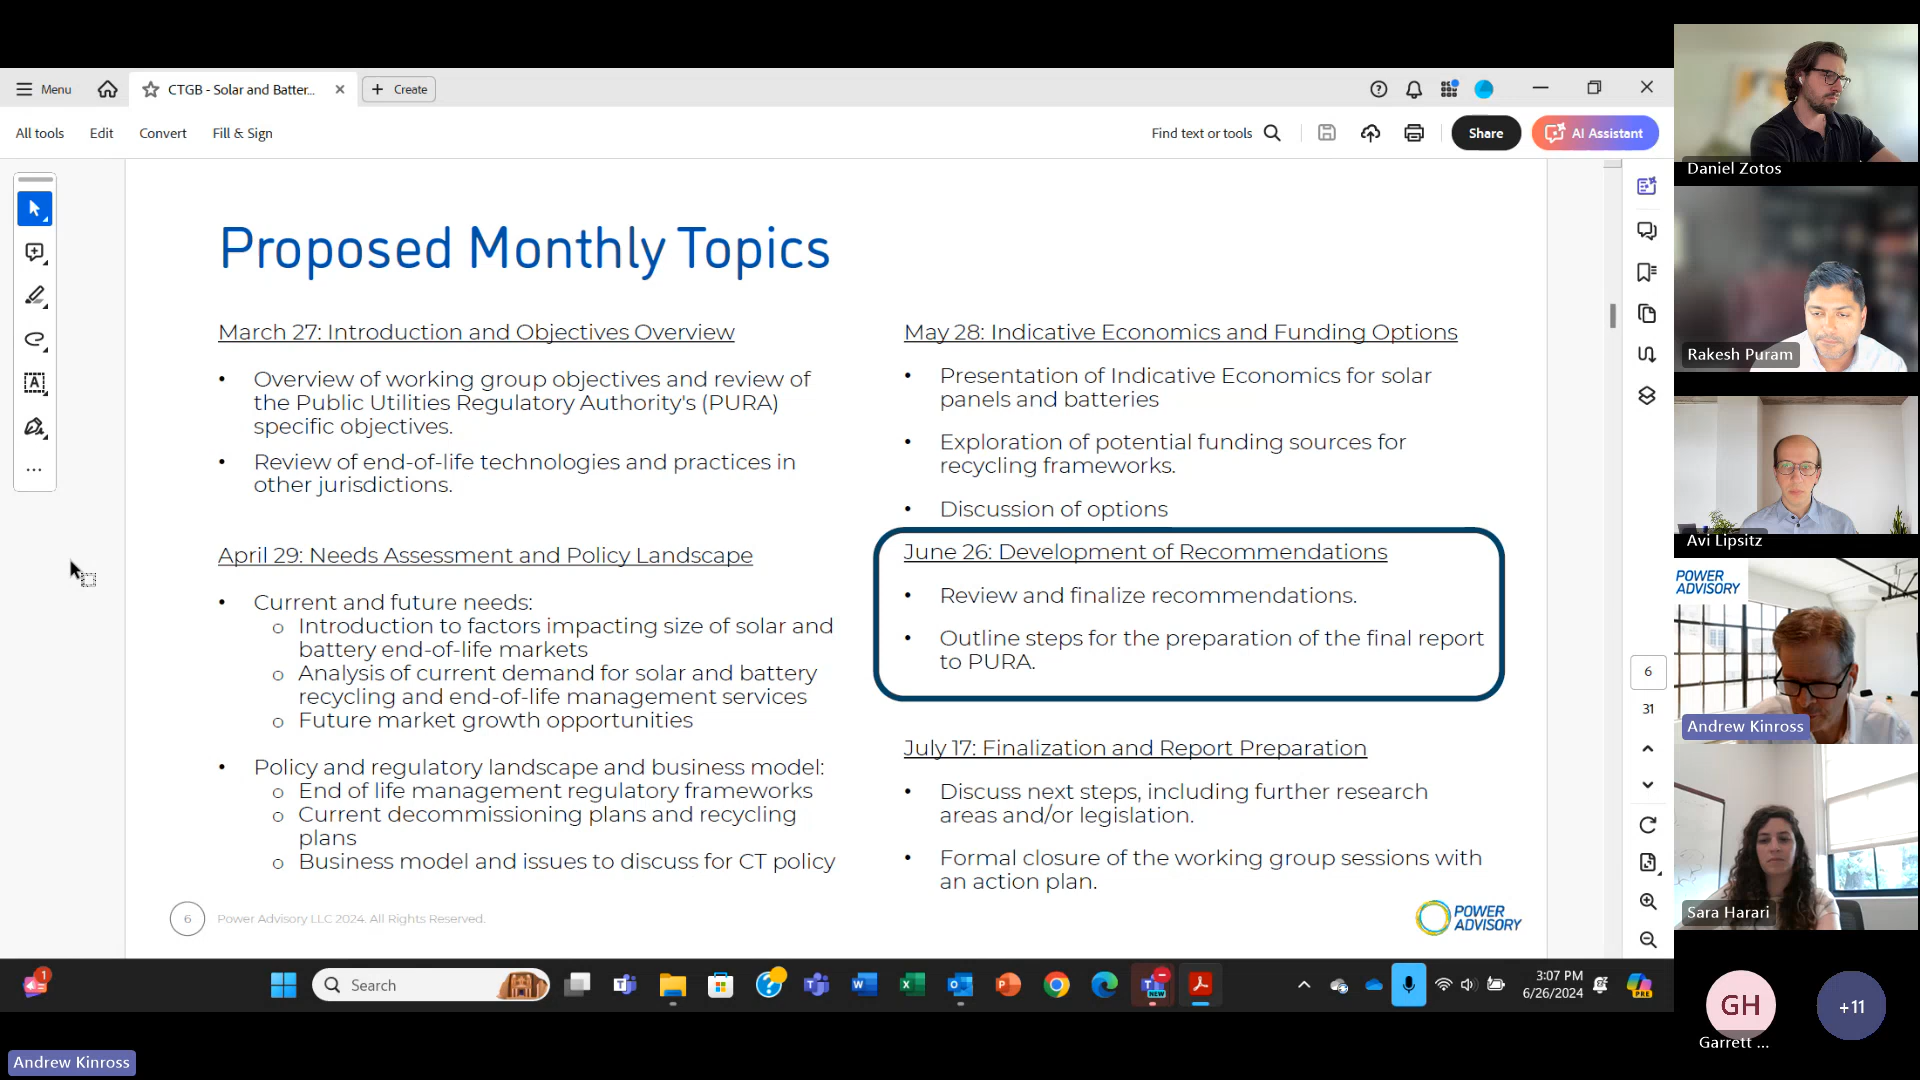 Menu
CTGB - Solar and Batter...
Create
All tools
Edit
Convert
Fill & Sign
Find text or tools
Share
AI Assistant
Proposed Monthly Topics
March 27: Introduction and Objectives Overview
• Overview of working group objectives and review of
the Public Utilities Regulatory Authority's (PURA)
specific objectives.
• Review of end-of-life technologies and practices in
other jurisdictions.
April 29: Needs Assessment and Policy Landscape
• Current and future needs:
o Introduction to factors impacting size of solar and
battery end-of-life markets
o Analysis of current demand for solar and battery
recycling and end-of-life management services
o Future market growth opportunities
• Policy and regulatory landscape and business model:
o End of life management regulatory frameworks
o Current decommissioning plans and recycling
plans
o Business model and issues to discuss for CT policy
May 28: Indicative Economics and Funding Options
• Presentation of Indicative Economics for solar
panels and batteries
• Exploration of potential funding sources for
recycling frameworks.
• Discussion of options
June 26: Development of Recommendations
• Review and finalize recommendations.
• Outline steps for the preparation of the final report
to PURA.
July 17: Finalization and Report Preparation
• Discuss next steps, including further research
areas and/or legislation.
• Formal closure of the working group sessions with
an action plan.
6
Power Advisory LLC 2024. All Rights Reserved.
POWER
ADVISORY
6
31
1
Search
NEW
3:07 PM
6/26/2024
PRE
Daniel Zotos
Rakesh Puram
Avi Lipsitz
POWER
ADVISORY
Andrew Kinross
Sara Harari
GH
Garrett ...
+11
Andrew Kinross